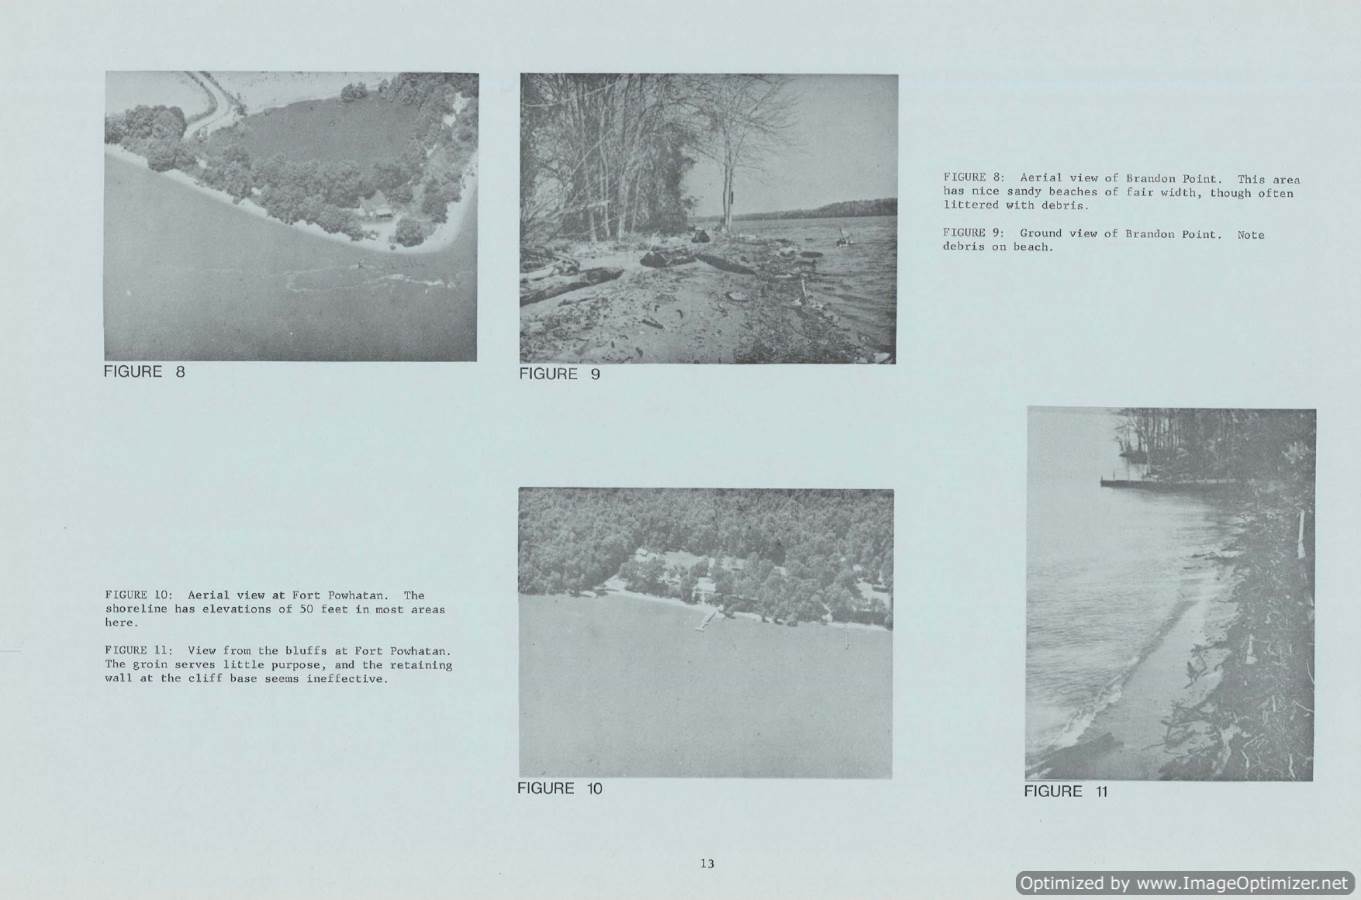 FIGURE 8
FIGURE 9
FIGURE 8: Aerial view of Brandon Point. This area
has nice sandy beaches of fair width, though often
littered with debris.
FIGURE 9: Ground view of Brandon Point. Note
debris on beach.
FIGURE 10: Aerial view at Fort Powhatan. The
shoreline has elevations of 50 feet in most areas
here.
FIGURE 11: View from the bluffs at Fort Powhatan.
The groin serves little purpose, and the retaining
wall at the cliff base seems ineffective.
FIGURE 10
FIGURE 11
13
Optimized by www.ImageOptimizer.net